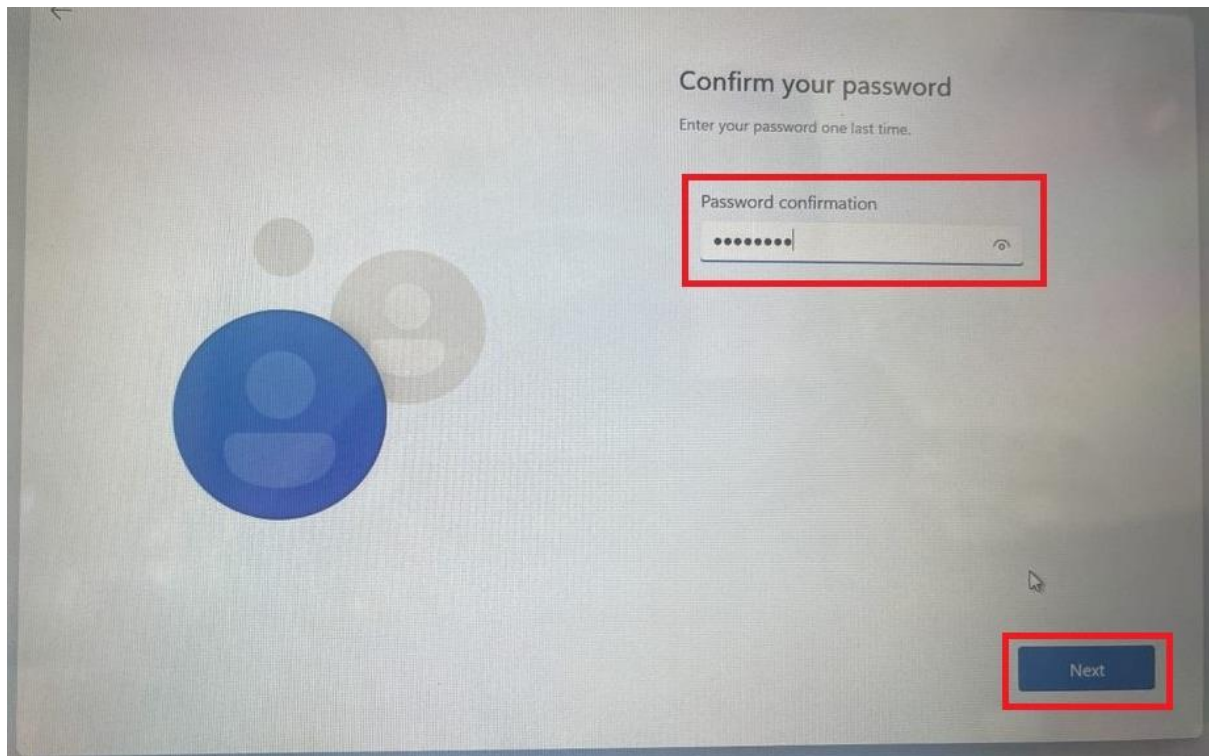 Confirm your password
Enter your password one last time.
Password confirmation
••••••••
Next